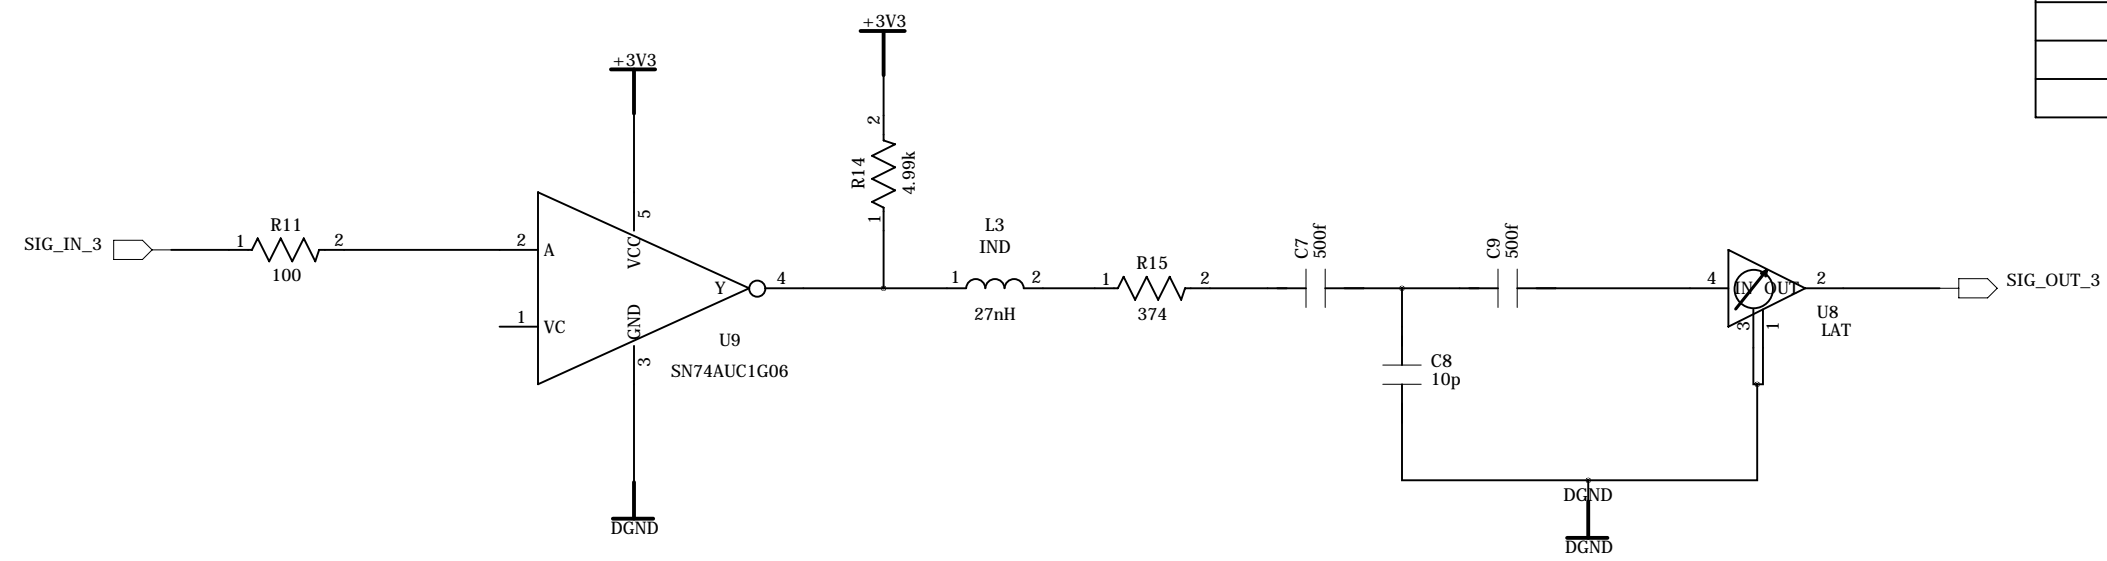 +3V3
+3V3
2
R14
4.99k
1
5
VCC
SIG_IN_3
1
R11
2
100
2
A
Y
4
1
VC
GND
3
U9
SN74AUC1G06
DGND
L3
IND
1
2
27nH
1
R15
2
374
C7
500f
C9
500f
C8
10p
4
IN
OUT
2
3
1
U8
LAT
SIG_OUT_3
DGND
DGND